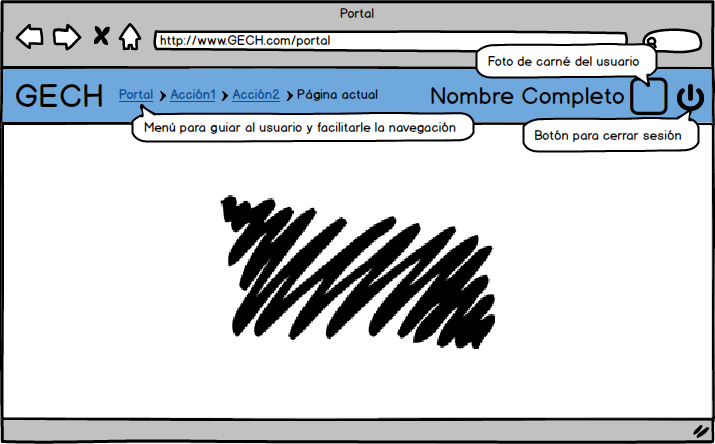 Portal
http://www.GECH.com/portal
Foto de carné del usuario
GECH Portal Acción1 Acción2 Página actual Nombre Completo
Menú para guiar al usuario y facilitarle la navegación
Botón para cerrar sesión